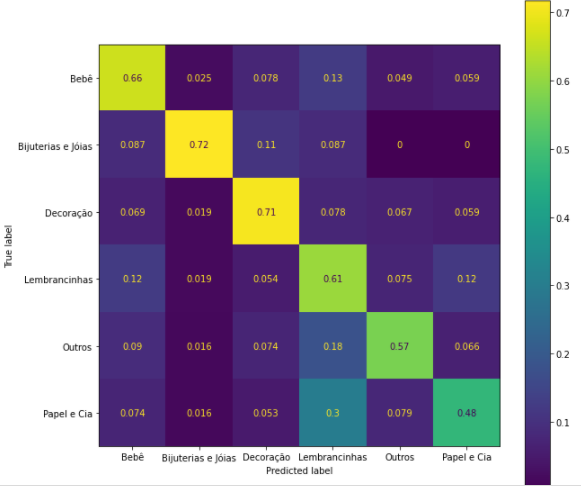 0.7
Bebê 0.66 0.025 0.078 0.13 0.049 0.059
0.6
Bijuterias e Jóias 0.087 0.72 0.11 0.087 0 0
0.5
Decoração 0.069 0.019 0.71 0.078 0.067 0.059
0.4
True label
Lembrancinhas 0.12 0.019 0.054 0.61 0.075 0.12
0.3
Outros 0.09 0.016 0.074 0.18 0.57 0.066
0.2
Papel e Cia 0.074 0.016 0.053 0.3 0.079 0.48
0.1
Bebê Bijuterias e Jóias Decoração Lembrancinhas Outros Papel e Cia
Predicted label